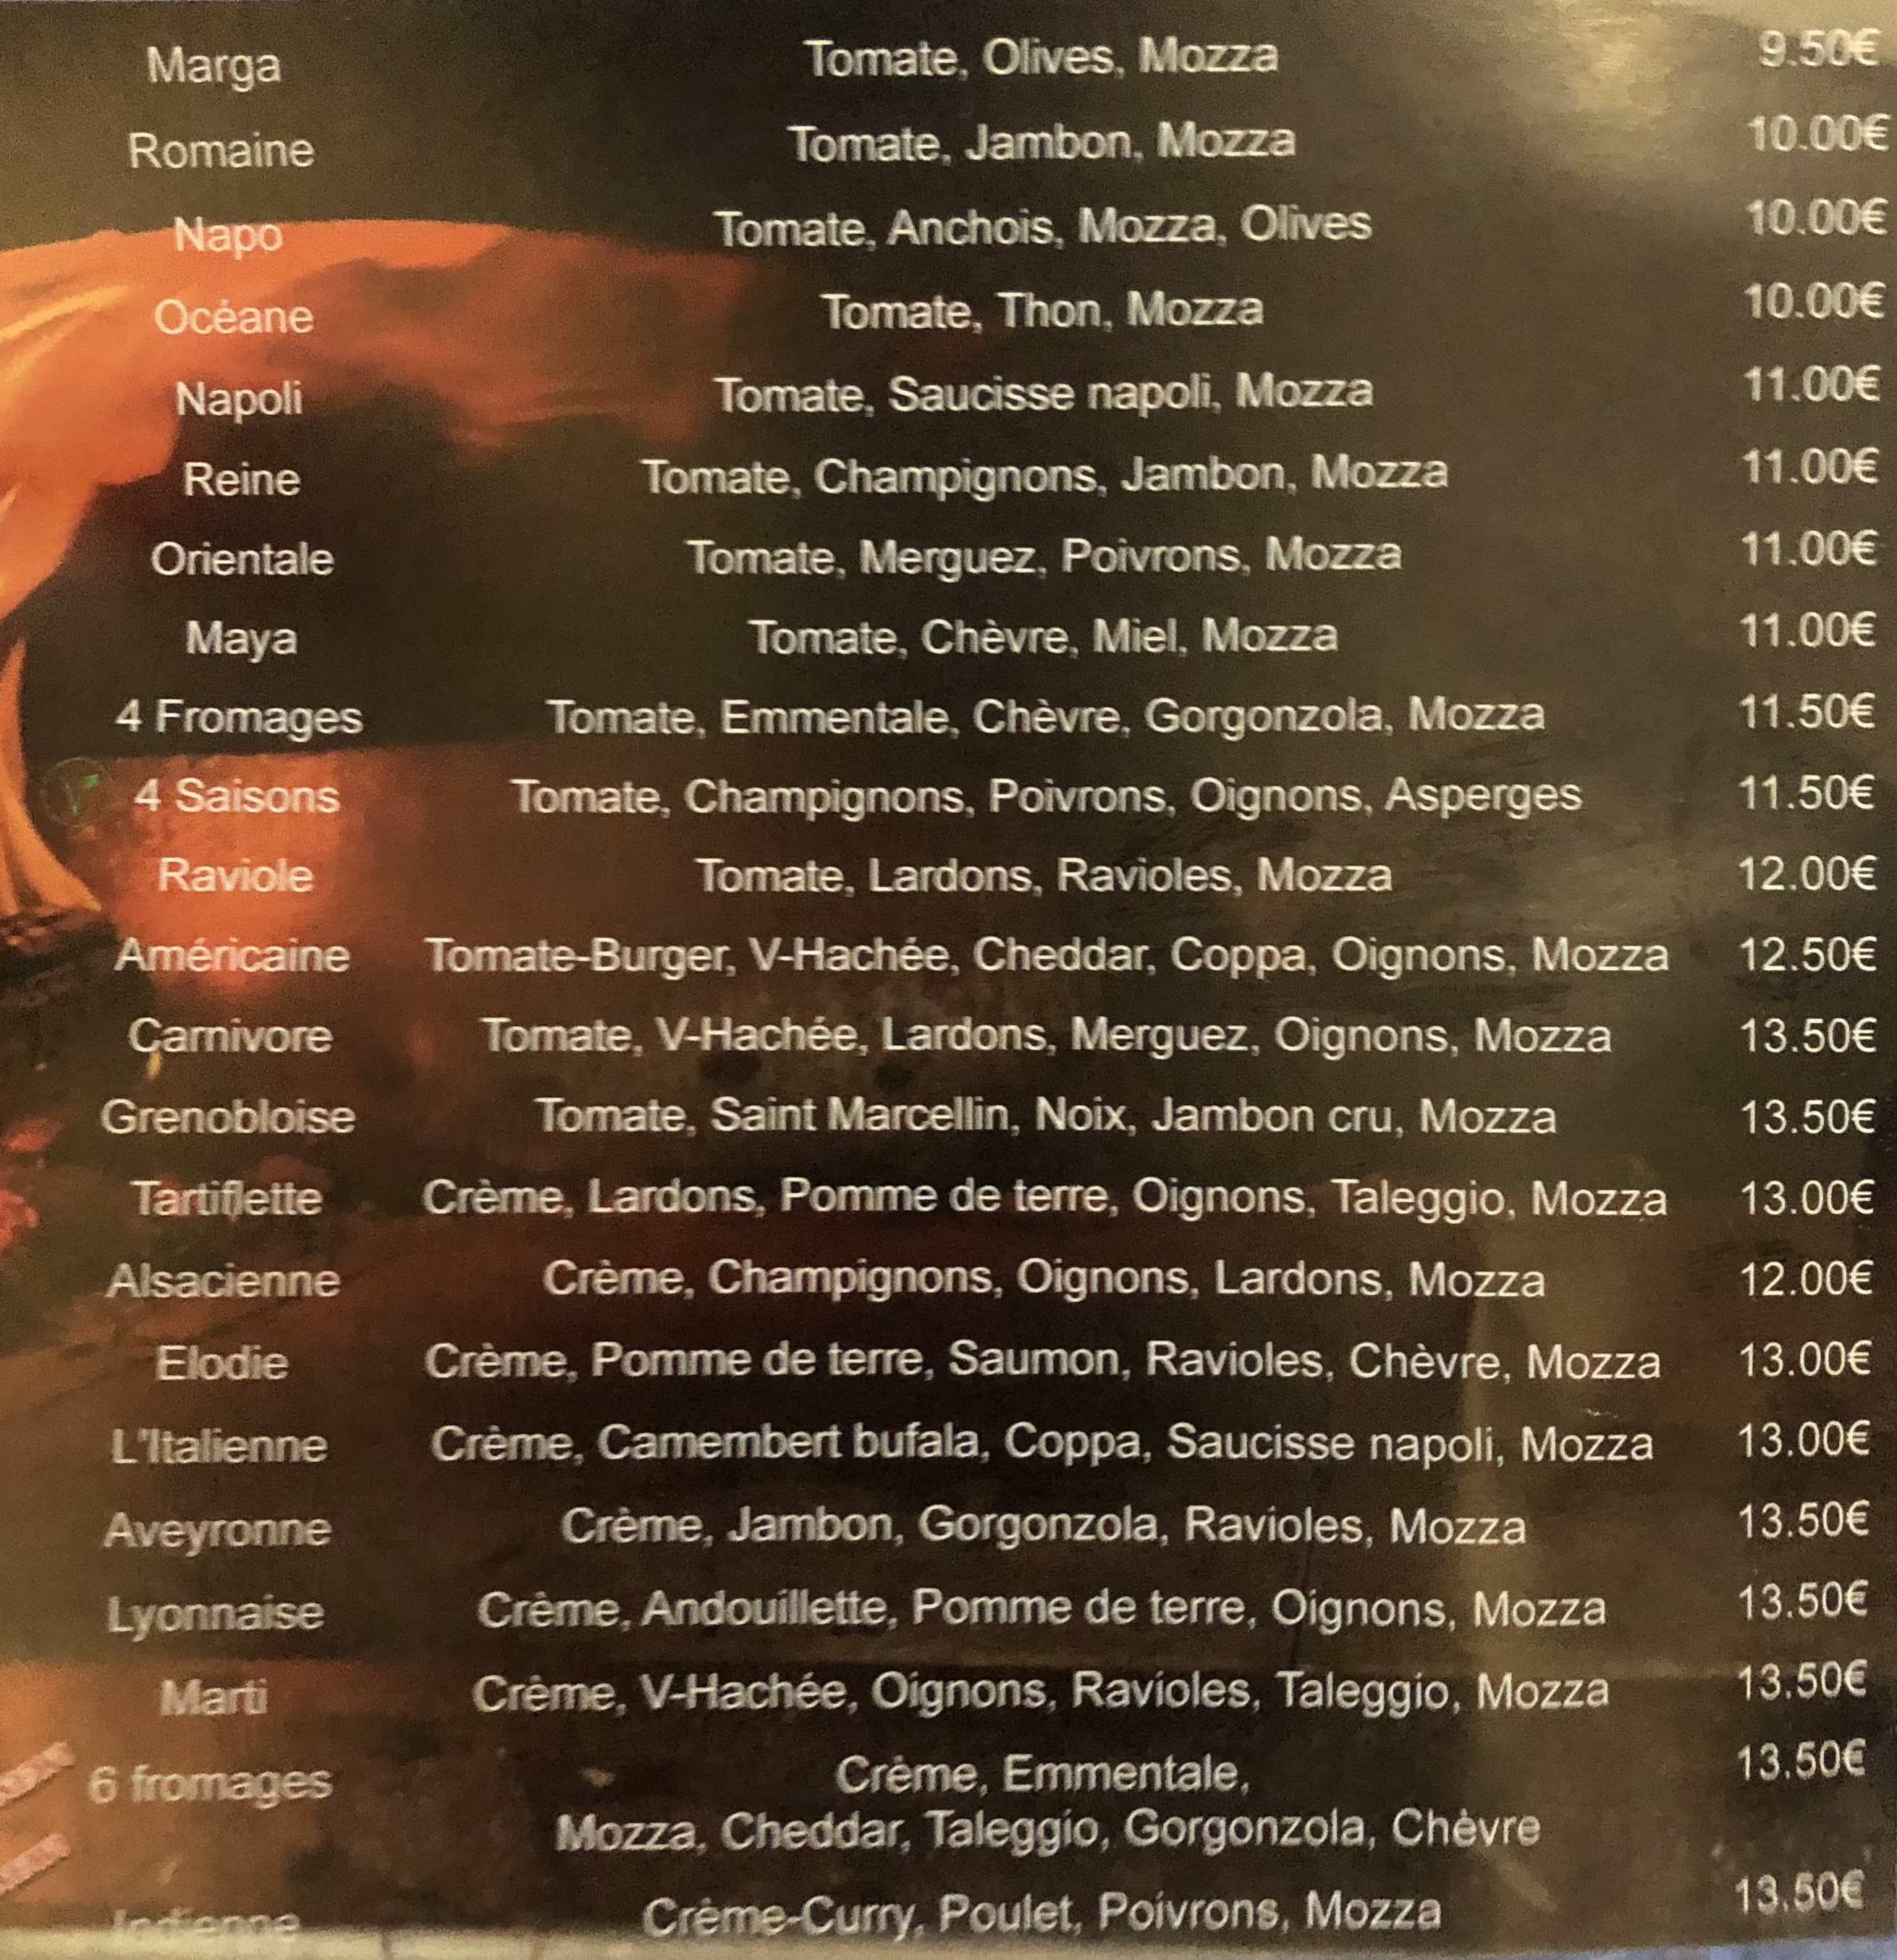 Marga Tomate, Olives, Mozza 9.50€
Romaine Tomate, Jambon, Mozza 10.00€
Napo Tomate, Anchois, Mozza, Olives 10.00€
Océane Tomate, Thon, Mozza 10.00€
Napoli Tomate, Saucisse napoli, Mozza 11.00€
Reine Tomate, Champignons, Jambon, Mozza 11.00€
Orientale Tomate, Merguez, Poivrons, Mozza 11.00€
Maya Tomate, Chèvre, Miel, Mozza 11.00€
4 Fromages Tomate, Emmentale, Chèvre, Gorgonzola, Mozza 11.50€
4 Saisons Tomate, Champignons, Poivrons, Oignons, Asperges 11.50€
Raviole Tomate, Lardons, Ravioles, Mozza 12.00€
Américaine Tomate-Burger, V-Hachée, Cheddar, Coppa, Oignons, Mozza 12.50€
Carnivore Tomate, V-Hachée, Lardons, Merguez, Oignons, Mozza 13.50€
Grenobloise Tomate, Saint Marcellin, Noix, Jambon cru, Mozza 13.50€
Tartiflette Crème, Lardons, Pomme de terre, Oignons, Taleggio, Mozza 13.00€
Alsacienne Crème, Champignons, Oignons, Lardons, Mozza 12.00€
Elodie Crème, Pomme de terre, Saumon, Ravioles, Chèvre, Mozza 13.00€
L'Italienne Crème, Camembert bufala, Coppa, Saucisse napoli, Mozza 13.00€
Aveyronne Crème, Jambon, Gorgonzola, Ravioles, Mozza 13.50€
Lyonnaise Crème, Andouillette, Pomme de terre, Oignons, Mozza 13.50€
Marti Crème, V-Hachée, Oignons, Ravioles, Taleggio, Mozza 13.50€
6 fromages Crème, Emmentale, 13.50€
Mozza, Cheddar, Taleggio, Gorgonzola, Chèvre
Indienne Crème-Curry, Poulet, Poivrons, Mozza 13.50€